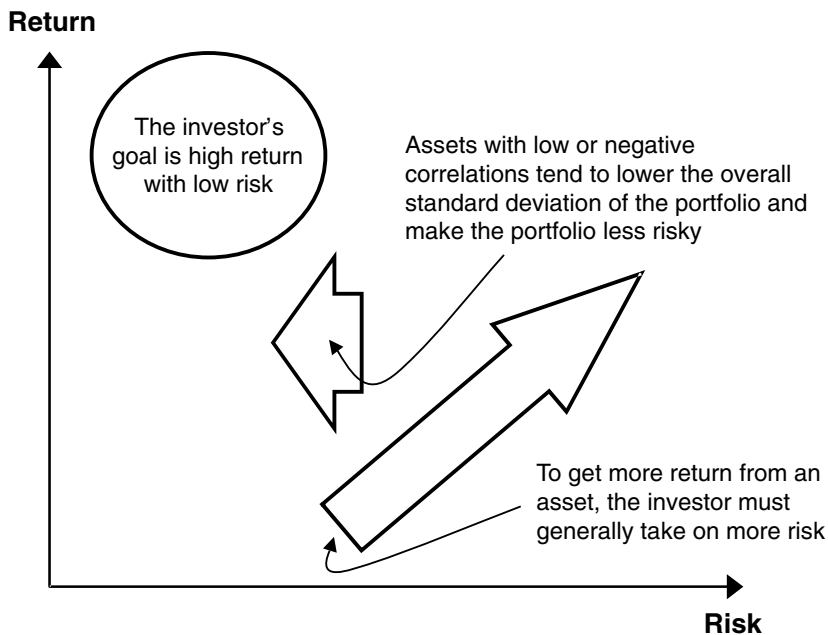 Return
The investor's
goal is high return
with low risk
Assets with low or negative
correlations tend to lower the overall
standard deviation of the portfolio and
make the portfolio less risky
To get more return from an
asset, the investor must
generally take on more risk
Risk